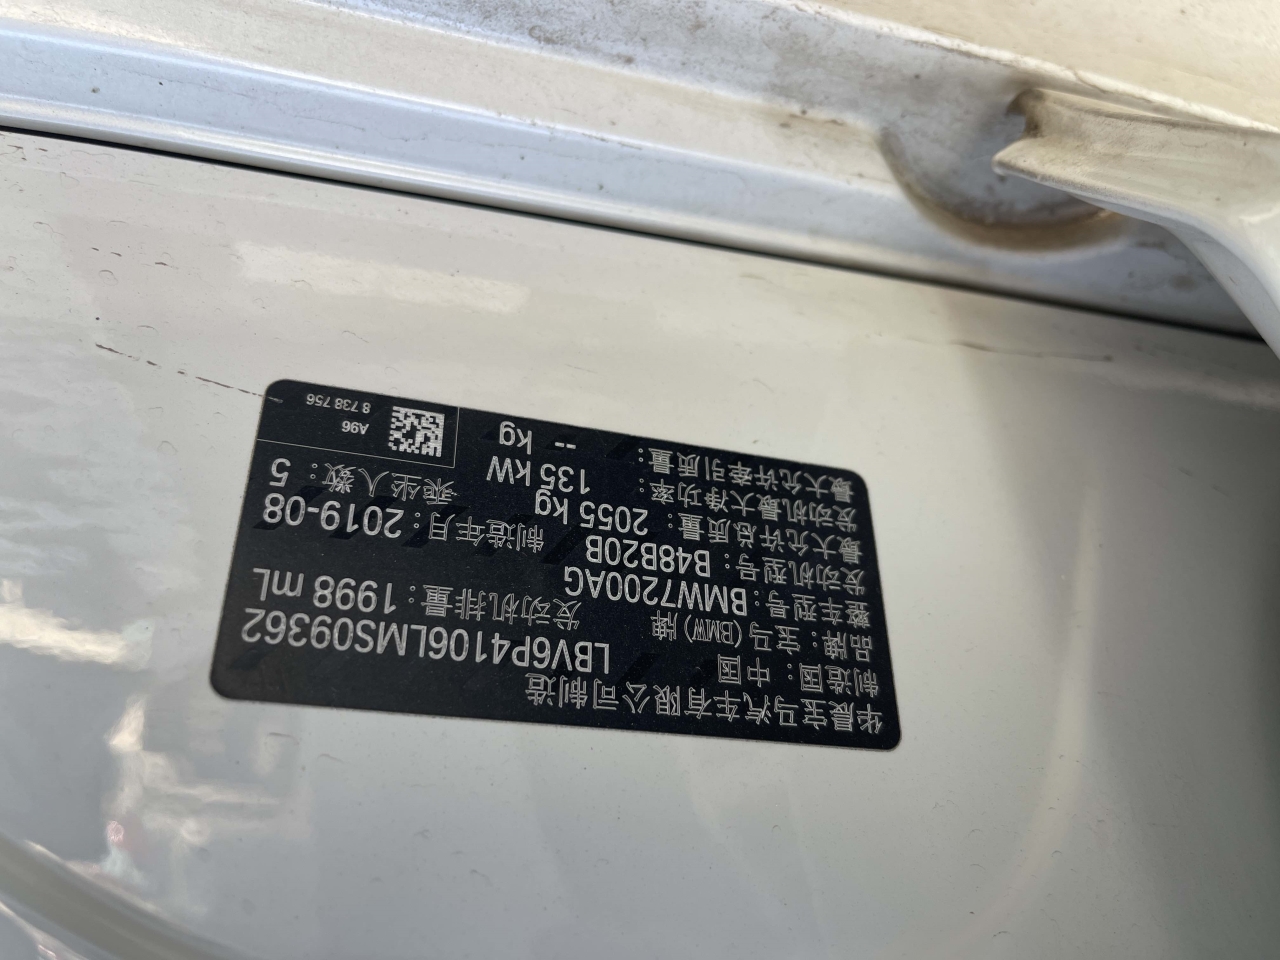 华晨宝马汽车有限公司制造
制造国：中国 LBV6P4106LMS09362
品牌：宝马(BMW)牌 发动机排量：1998 mL
整车型号：BMW7200AG
发动机型号：B48B20B 制造年月：2019-08
最大允许总质量：2055 kg
发动机最大净功率：135 kW 乘坐人数：5
最大允许牵引质量：-- kg
A96
8 738 756